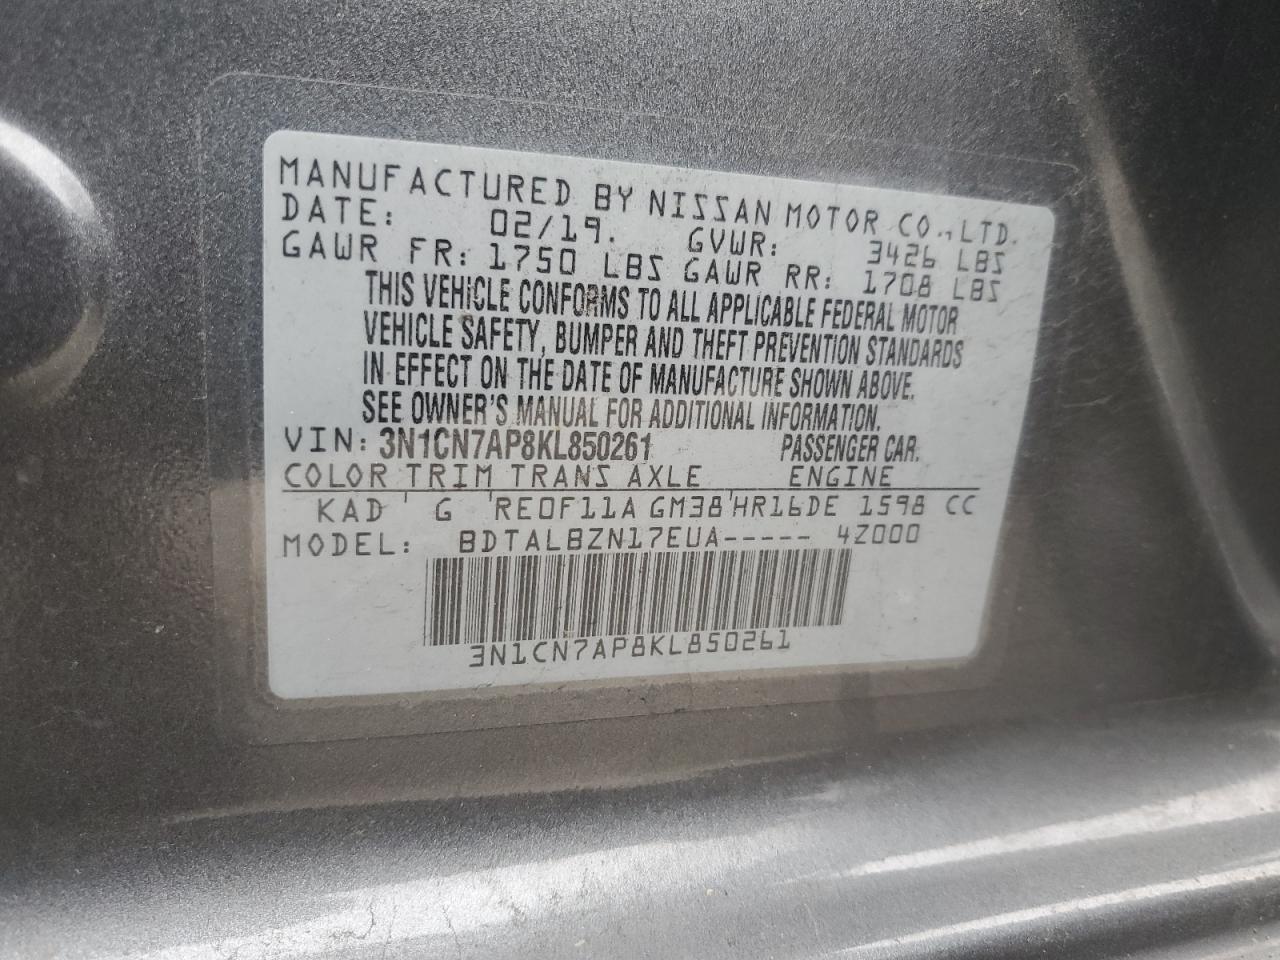 MANUFACTURED BY NISSAN MOTOR CO.,LTD.
DATE: 02/19. GVWR: 3426 LBS
GAWR FR: 1750 LBS GAWR RR: 1708 LBS
THIS VEHICLE CONFORMS TO ALL APPLICABLE FEDERAL MOTOR
VEHICLE SAFETY, BUMPER AND THEFT PREVENTION STANDARDS
IN EFFECT ON THE DATE OF MANUFACTURE SHOWN ABOVE.
SEE OWNER'S MANUAL FOR ADDITIONAL INFORMATION.
VIN: 3N1CN7AP8KL850261 PASSENGER CAR.
COLOR TRIM TRANS AXLE ENGINE
KAD ' G 'RE0F11A GM38'HR16DE 1598 CC
MODEL: BDTALBZN17EUA----- 4Z000
3N1CN7AP8KL850261